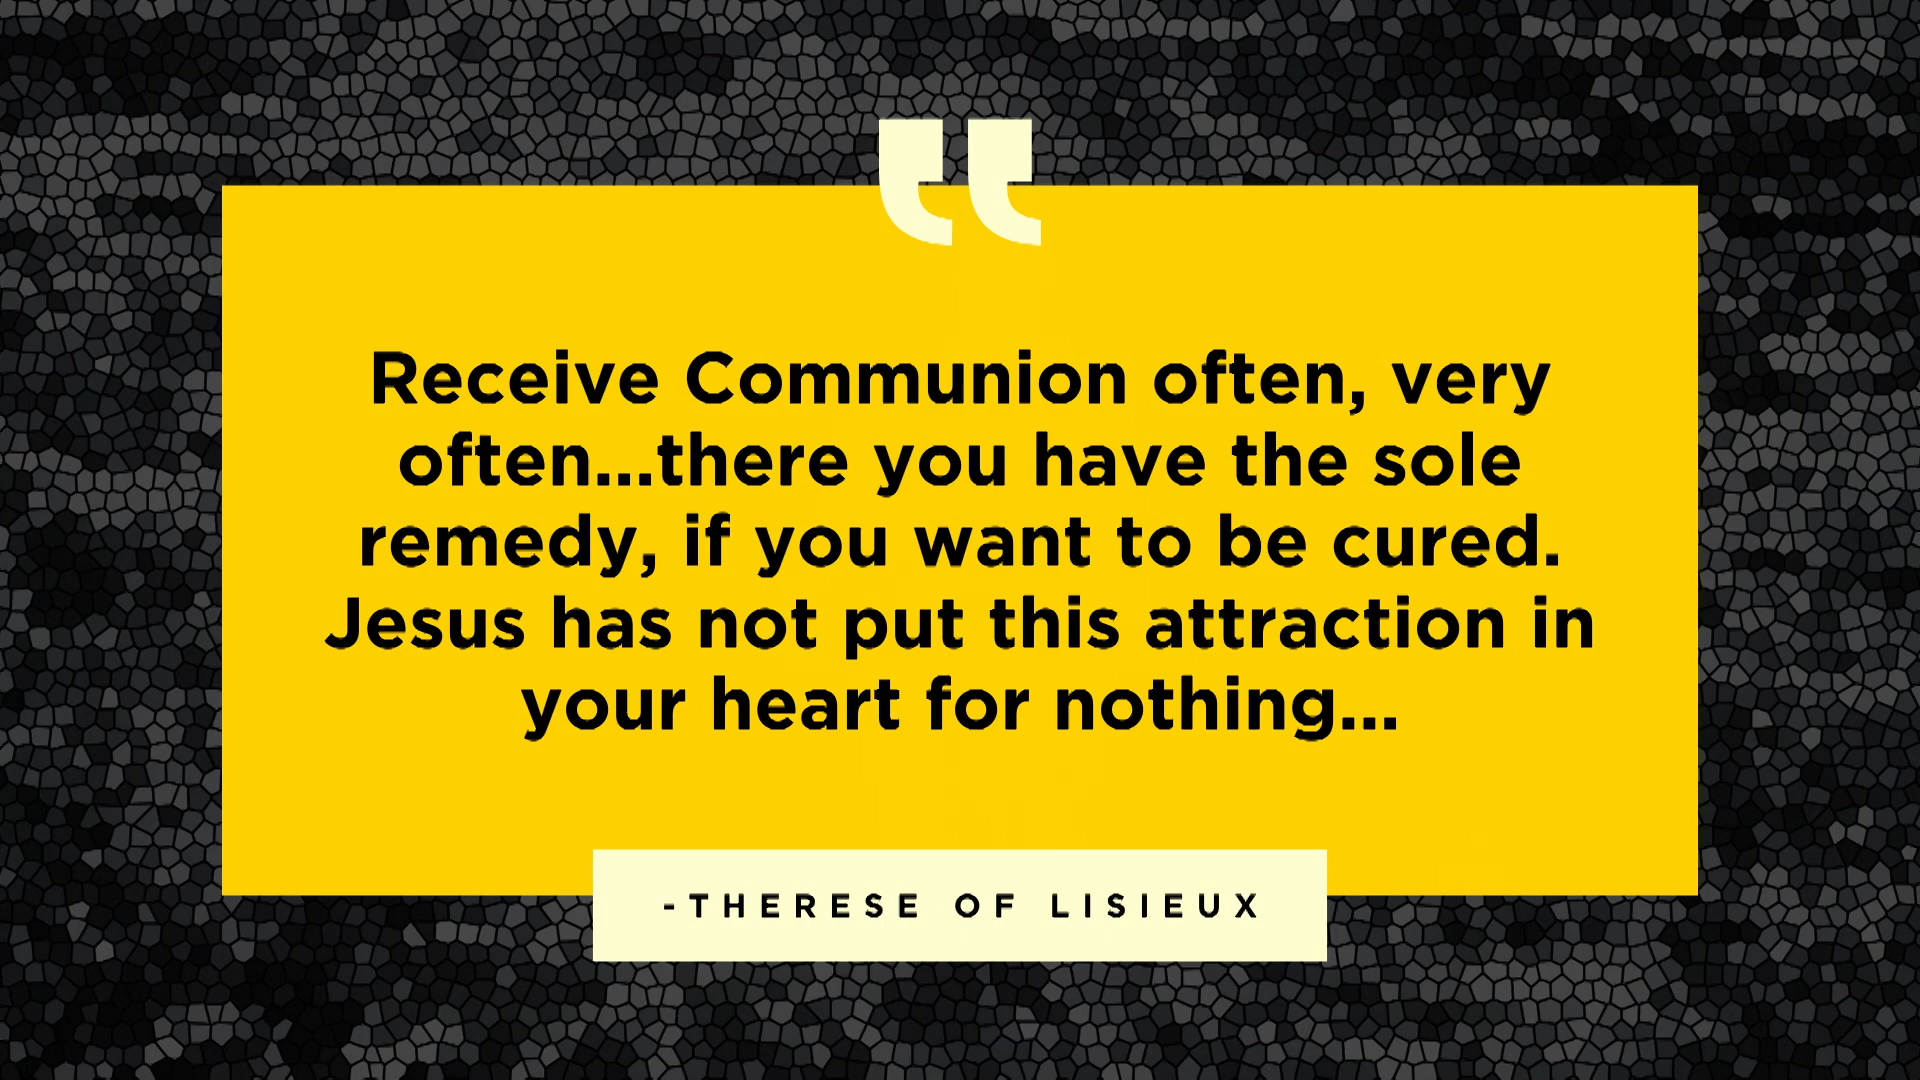 Receive Communion often, very
often...there you have the sole
remedy, if you want to be cured.
Jesus has not put this attraction in
your heart for nothing...
-THERESE OF LISIEUX